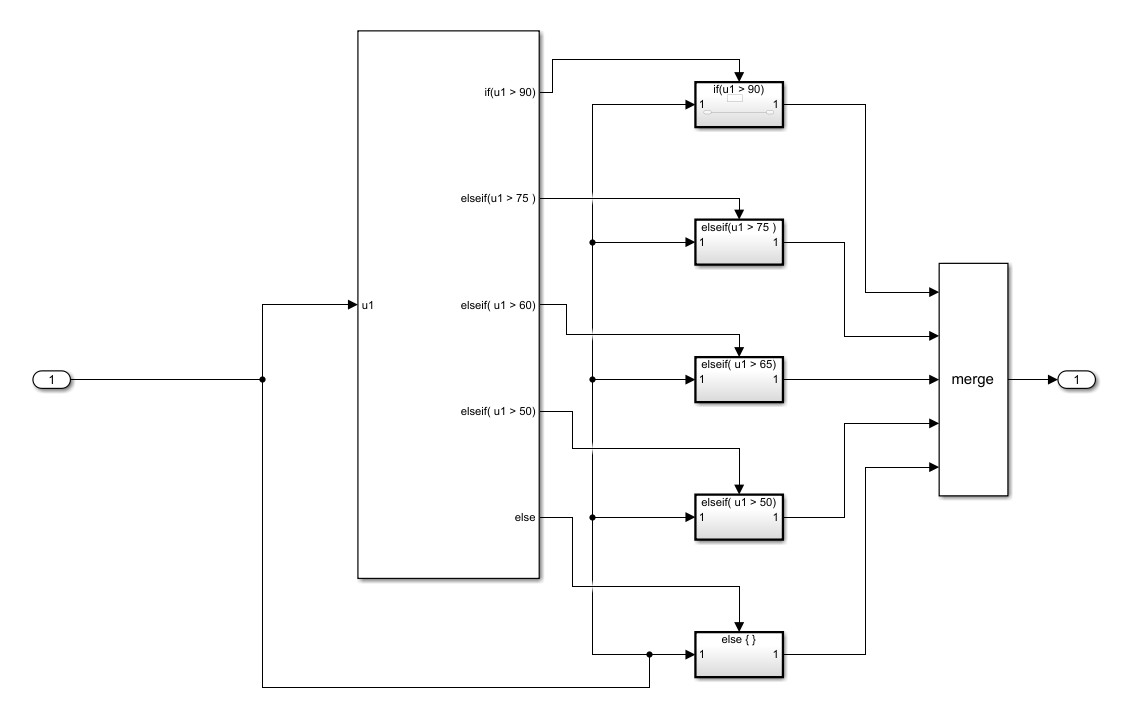 if(u1 > 90)
if(u1 > 90)
1
1
elseif(u1 > 75 )
elseif(u1 > 75 )
1
1
u1
elseif( u1 > 60)
elseif( u1 > 65)
1
1
1
merge
1
elseif( u1 > 50)
elseif( u1 > 50)
1
1
else
else { }
1
1